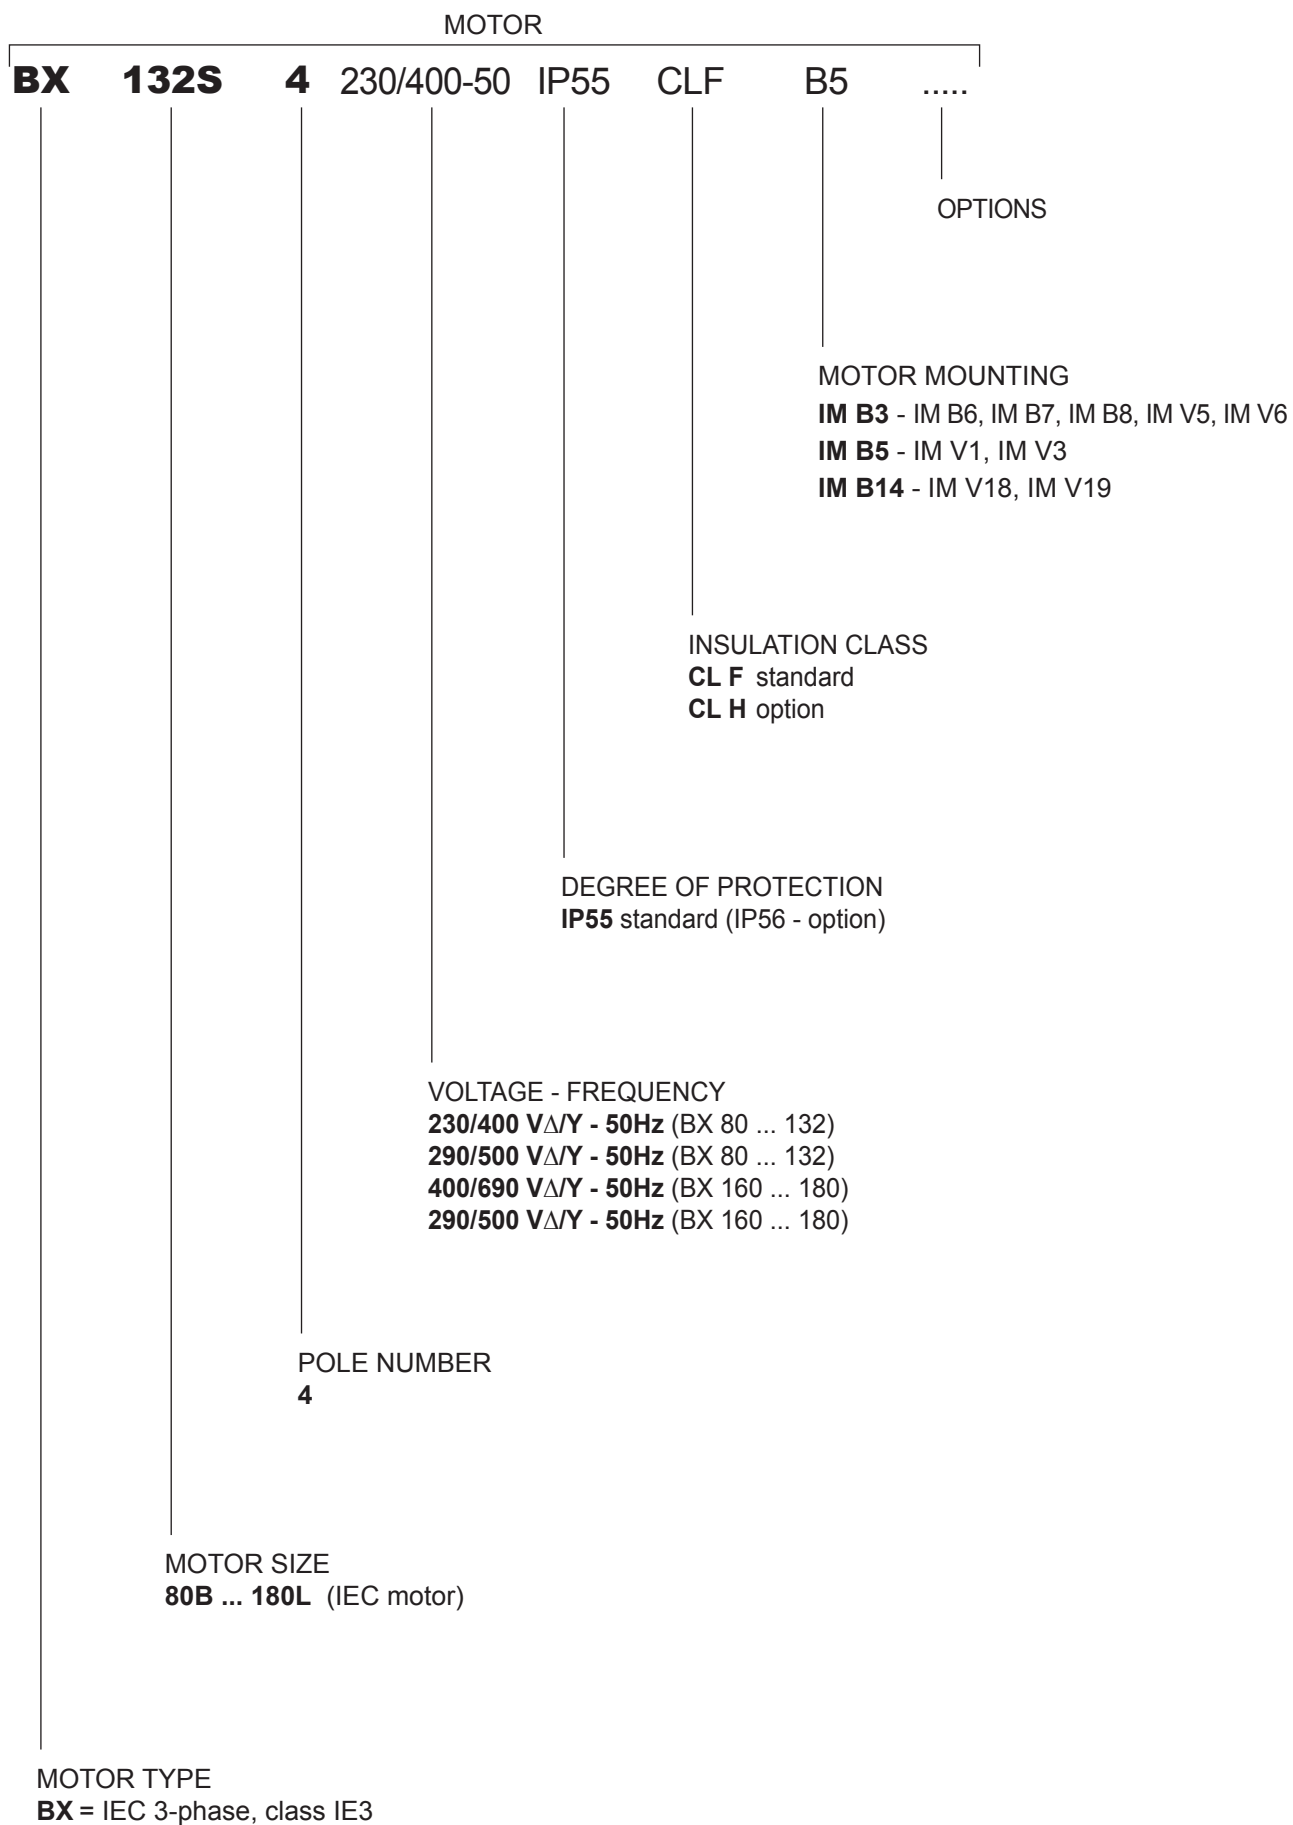 MOTOR
BX 132S 4 230/400-50 IP55 CLF B5 .....
OPTIONS
MOTOR MOUNTING
IM B3 - IM B6, IM B7, IM B8, IM V5, IM V6
IM B5 - IM V1, IM V3
IM B14 - IM V18, IM V19
INSULATION CLASS
CL F standard
CL H option
DEGREE OF PROTECTION
IP55 standard (IP56 - option)
VOLTAGE - FREQUENCY
230/400 V∆/Y - 50Hz (BX 80 ... 132)
290/500 V∆/Y - 50Hz (BX 80 ... 132)
400/690 V∆/Y - 50Hz (BX 160 ... 180)
290/500 V∆/Y - 50Hz (BX 160 ... 180)
POLE NUMBER
4
MOTOR SIZE
80B ... 180L (IEC motor)
MOTOR TYPE
BX = IEC 3-phase, class IE3